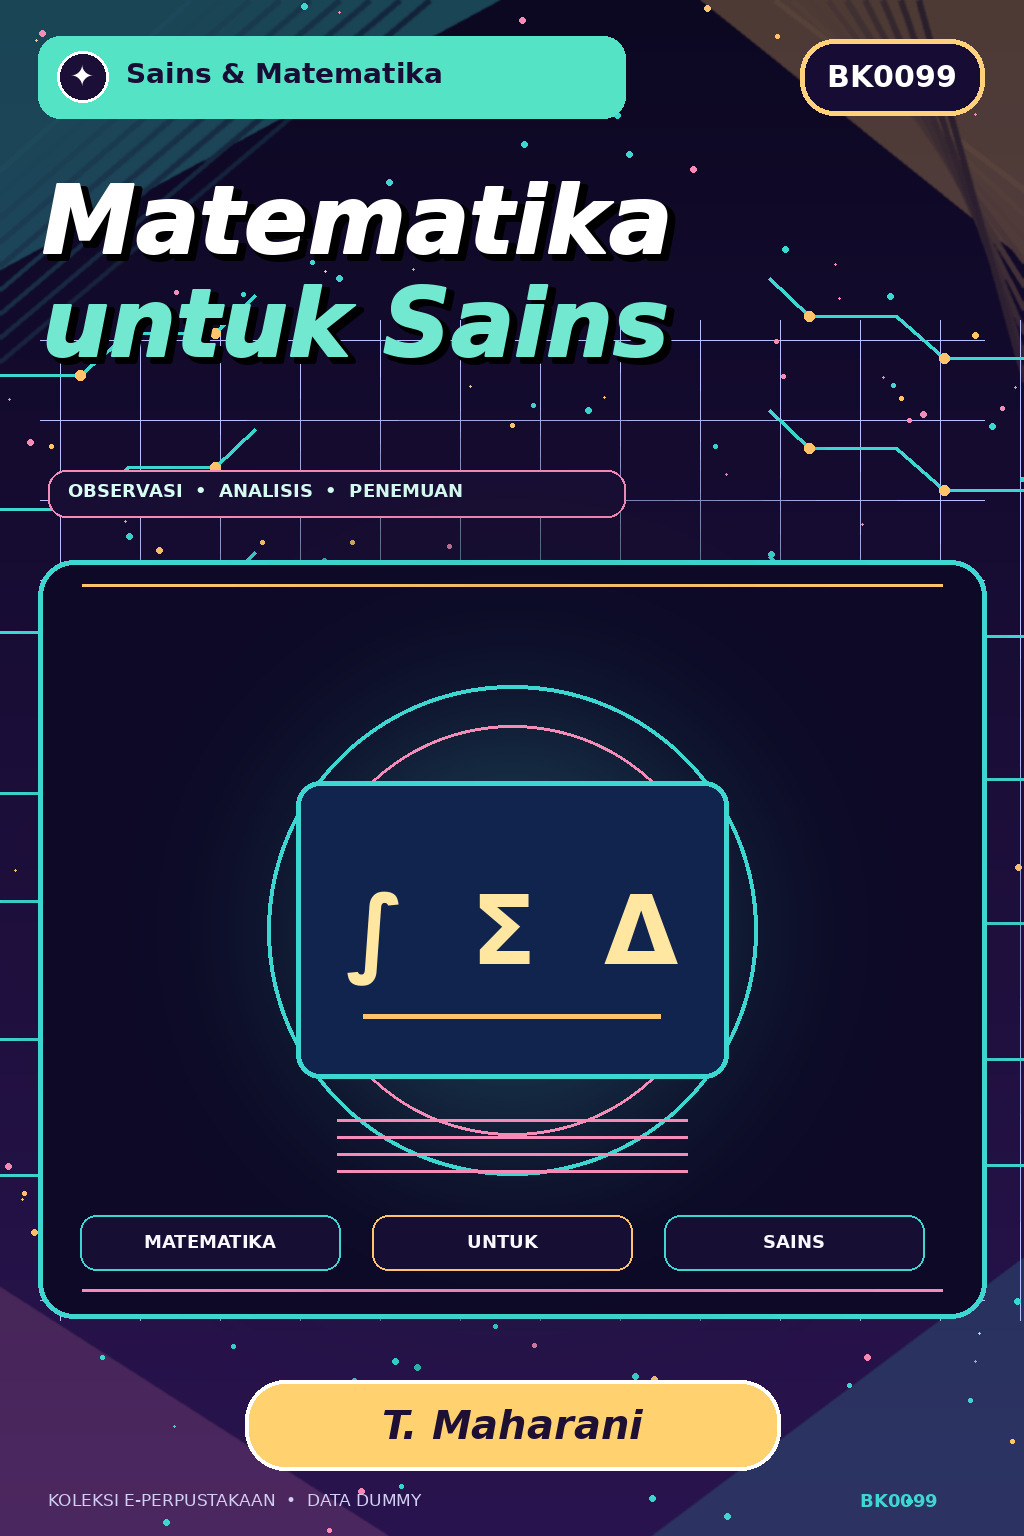 ✦ Sains & Matematika
BK0099
Matematika
untuk Sains
OBSERVASI • ANALISIS • PENEMUAN
∫ Σ Δ
MATEMATIKA
UNTUK
SAINS
T. Maharani
KOLEKSI E-PERPUSTAKAAN • DATA DUMMY
BK0099